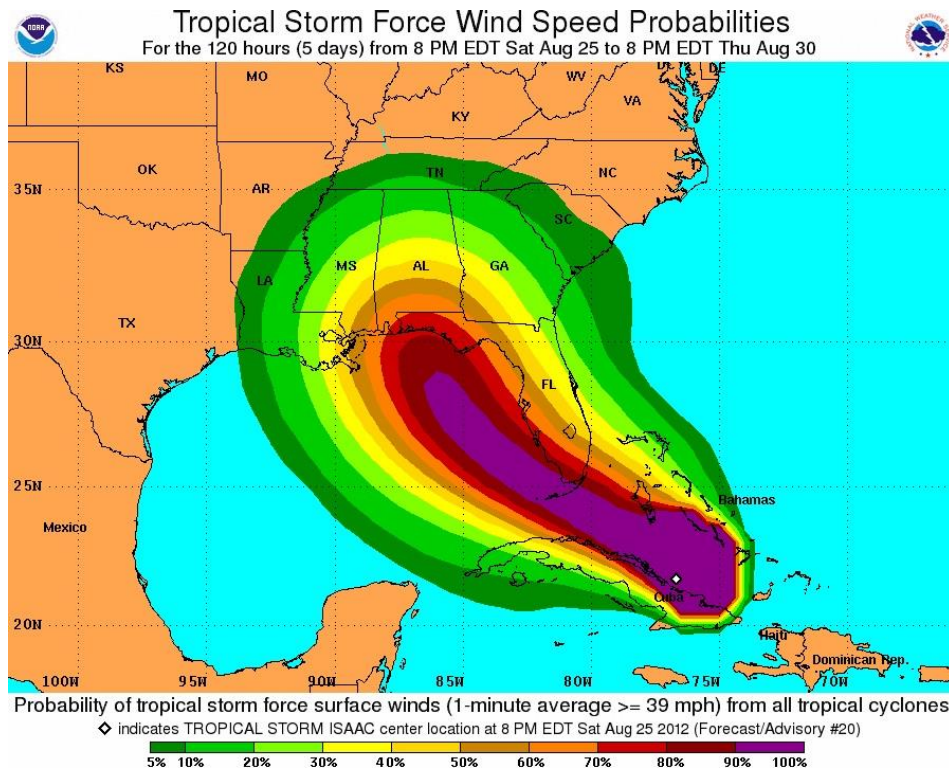 Tropical Storm Force Wind Speed Probabilities
For the 120 hours (5 days) from 8 PM EDT Sat Aug 25 to 8 PM EDT Thu Aug 30
NOAA
KS
MO
WV
DE
VA
KY
OK
AR
TN
NC
35N
SC
LA
MS
AL
GA
TX
30N
FL
25N
Bahamas
Mexico
Cuba
20N
Haiti
Dominican Rep.
100W 95W 90W 85W 80W 75W 70W
Probability of tropical storm force surface winds (1-minute average >= 39 mph) from all tropical cyclones
indicates TROPICAL STORM ISAAC center location at 8 PM EDT Sat Aug 25 2012 (Forecast/Advisory #20)
5% 10% 20% 30% 40% 50% 60% 70% 80% 90% 100%